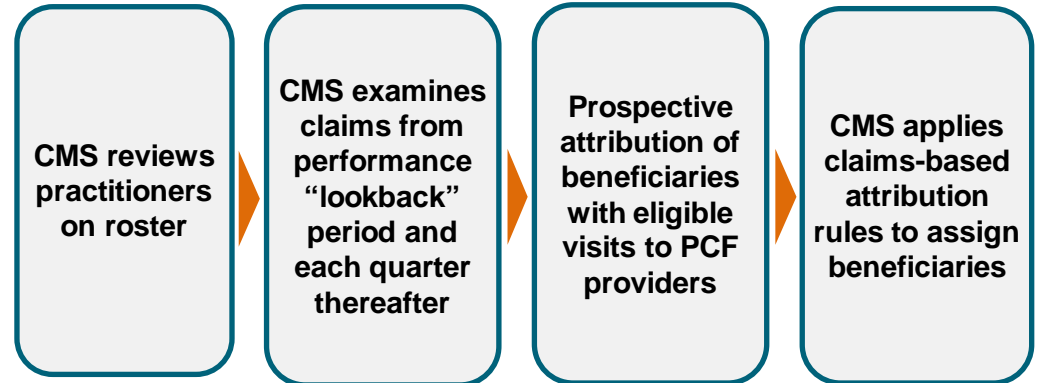 CMS reviews
practitioners
on roster
CMS examines
claims from
performance
“lookback”
period and
each quarter
thereafter
Prospective
attribution of
beneficiaries
with eligible
visits to PCF
providers
CMS applies
claims-based
attribution
rules to assign
beneficiaries